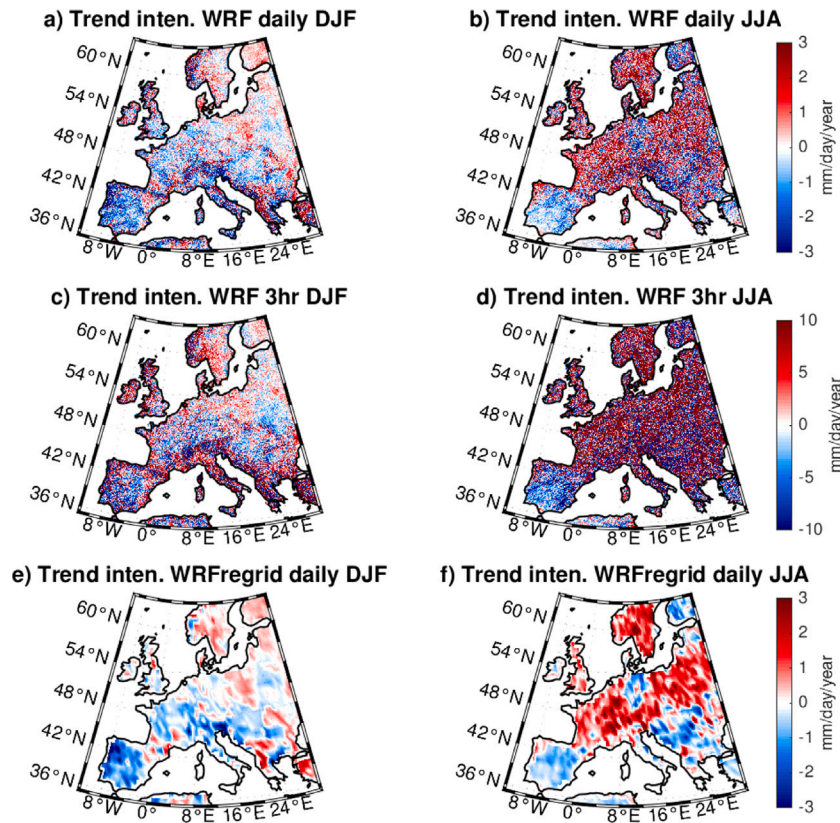 a) Trend inten. WRF daily DJF
60°N
54°N
48°N
42°N
36°N
8°W
0°
8°E
16°E
24°E
b) Trend inten. WRF daily JJA
60°N
54°N
48°N
42°N
36°N
8°W
0°
8°E
16°E
24°E
3
2
1
0
-1
-2
-3
mm/day/year
c) Trend inten. WRF 3hr DJF
60°N
54°N
48°N
42°N
36°N
8°W
0°
8°E
16°E
24°E
d) Trend inten. WRF 3hr JJA
60°N
54°N
48°N
42°N
36°N
8°W
0°
8°E
16°E
24°E
10
5
0
-5
-10
mm/day/year
e) Trend inten. WRFregrid daily DJF
60°N
54°N
48°N
42°N
36°N
8°W
0°
8°E
16°E
24°E
f) Trend inten. WRFregrid daily JJA
60°N
54°N
48°N
42°N
36°N
8°W
0°
8°E
16°E
24°E
3
2
1
0
-1
-2
-3
mm/day/year